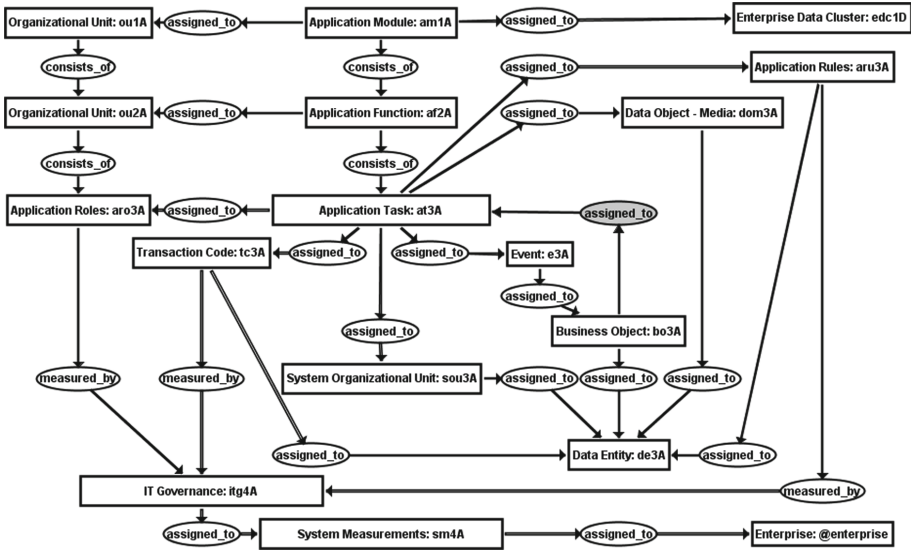 Organizational Unit: ou1A
assigned_to
Application Module: am1A
assigned_to
Enterprise Data Cluster: edc1D
consists_of
consists_of
assigned_to
Application Rules: aru3A
Organizational Unit: ou2A
assigned_to
Application Function: af2A
assigned_to
Data Object - Media: dom3A
consists_of
consists_of
Application Roles: aro3A
assigned_to
Application Task: at3A
assigned_to
Transaction Code: tc3A
assigned_to
assigned_to
Event: e3A
assigned_to
assigned_to
Business Object: bo3A
measured_by
measured_by
System Organizational Unit: sou3A
assigned_to
assigned_to
assigned_to
assigned_to
Data Entity: de3A
assigned_to
IT Governance: itg4A
measured_by
assigned_to
System Measurements: sm4A
assigned_to
Enterprise: @enterprise